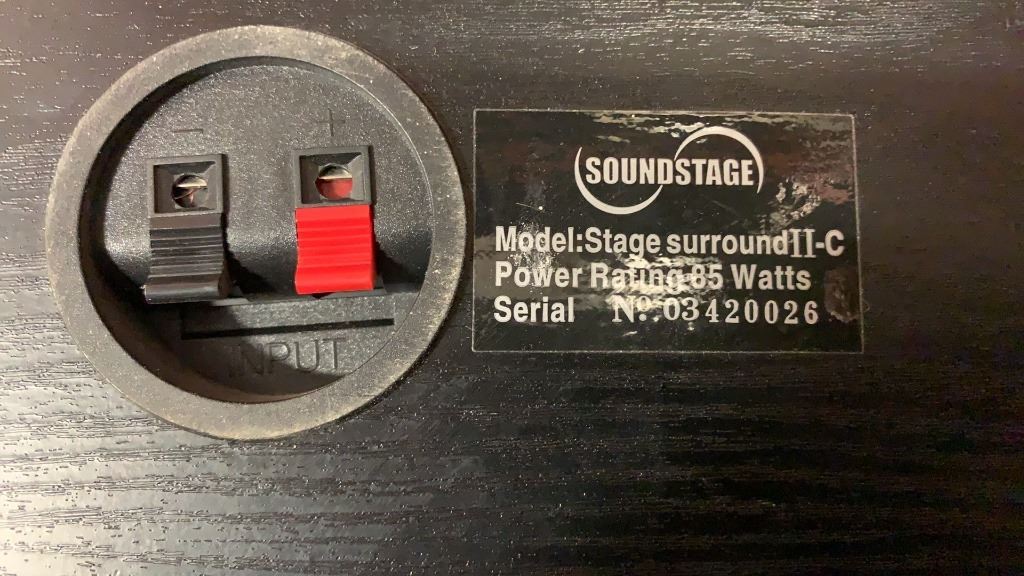 - +
INPUT
SOUNDSTAGE
Model:Stage surroundII-C
Power Rating:85 Watts
Serial Nº:03420026